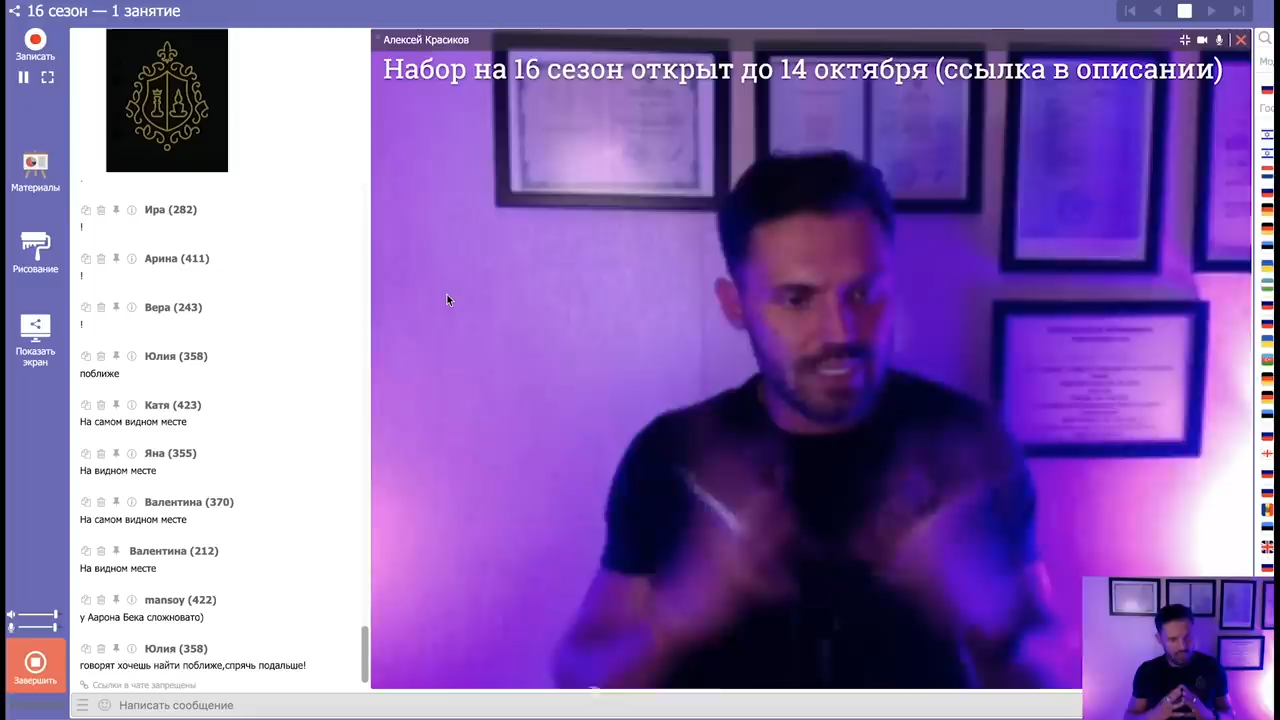 16 сезон — 1 занятие
Записать
Материалы
Рисование
Показать
экран
Завершить
Ира (282)
!
Арина (411)
!
Вера (243)
!
Юлия (358)
поближе
Катя (423)
На самом видном месте
Яна (355)
На видном месте
Валентина (370)
На самом видном месте
Валентина (212)
На видном месте
mansoy (422)
у Аарона Бека сложновато)
Юлия (358)
говорят хочешь найти поближе,спрячь подальше!
Ссылки в чате запрещены
Написать сообщение
Алексей Красиков
Набор на 16 сезон открыт до 14 октября (ссылка в описании)